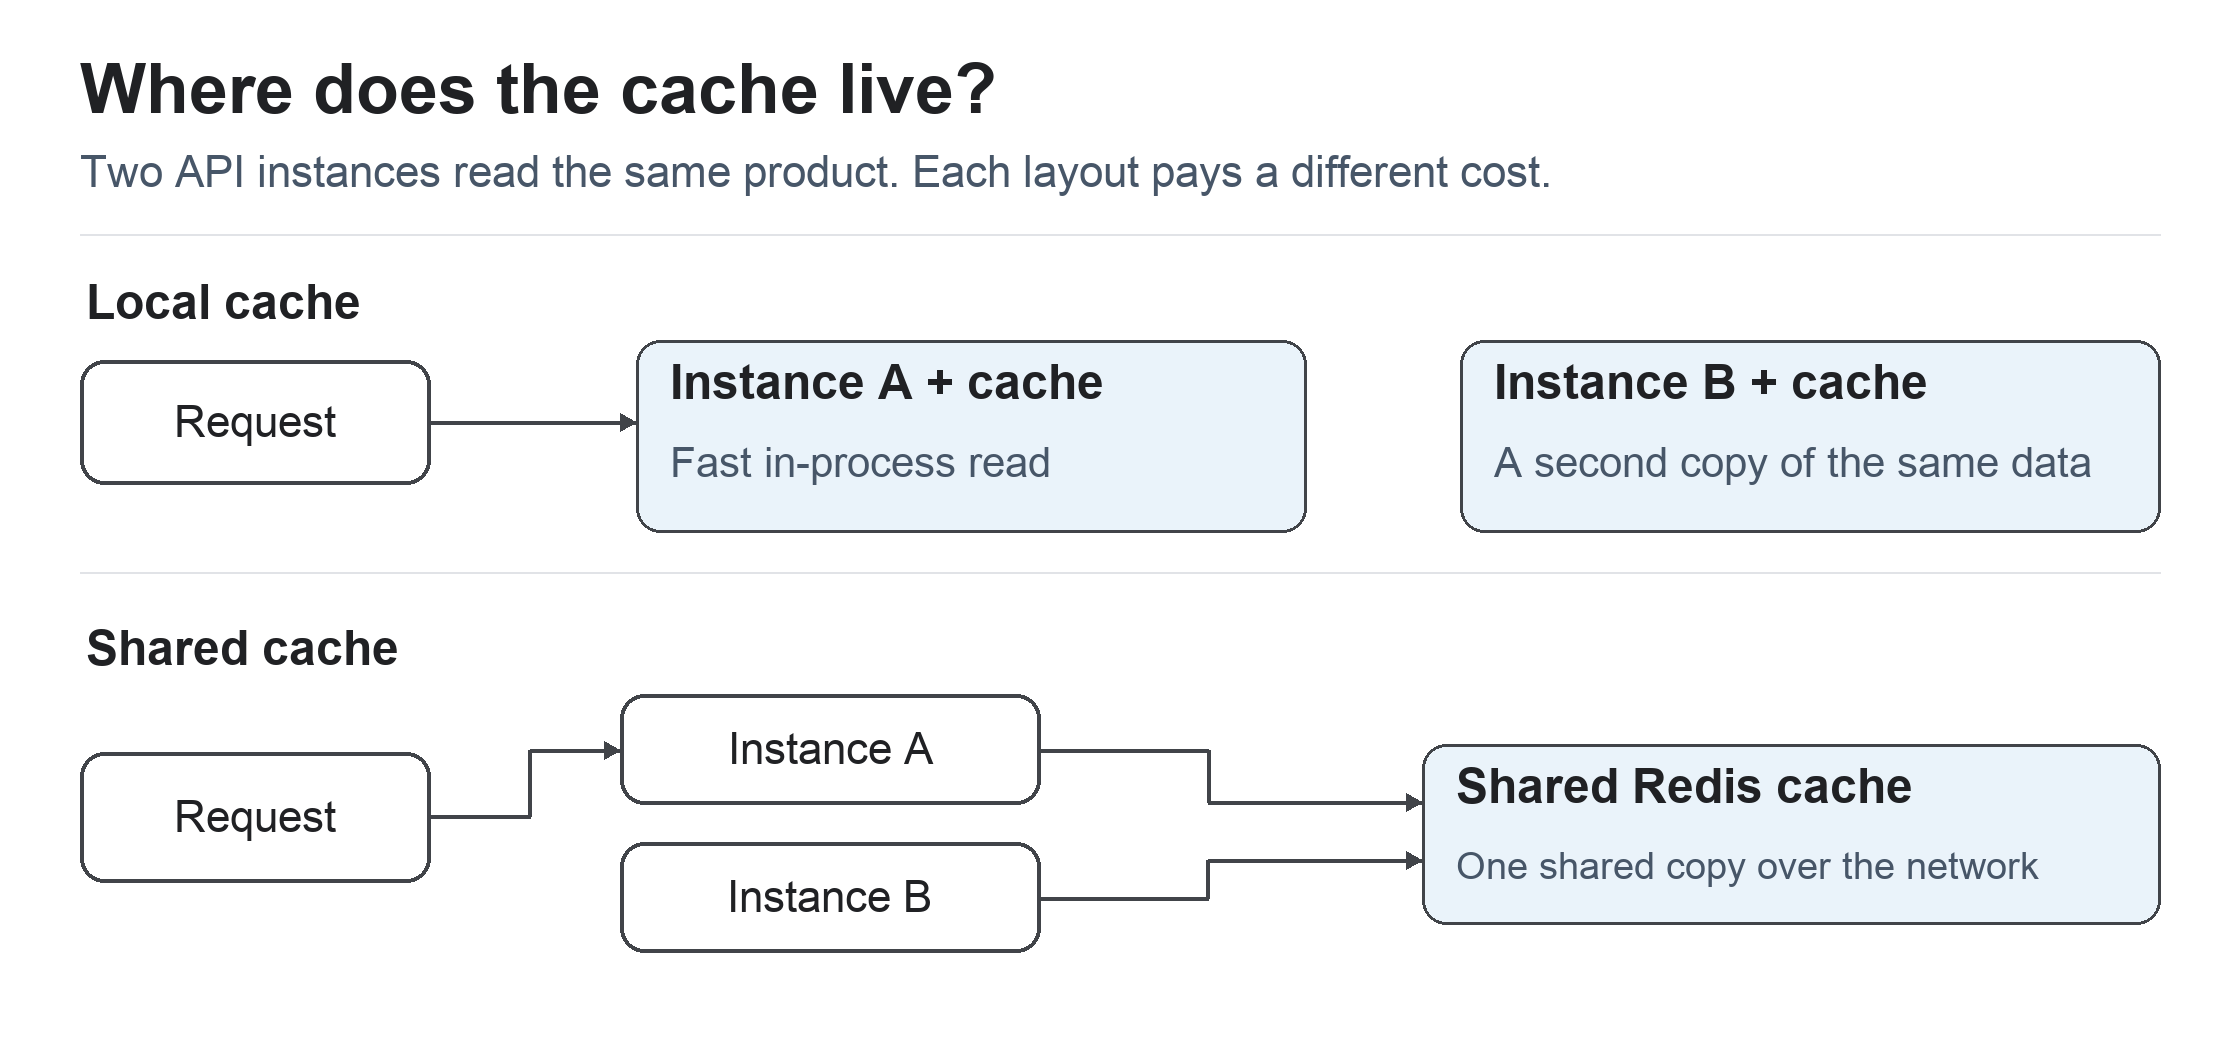 Where does the cache live?
Two API instances read the same product. Each layout pays a different cost.
Local cache
Request
Instance A + cache
Fast in-process read
Instance B + cache
A second copy of the same data
Shared cache
Request
Instance A
Instance B
Shared Redis cache
One shared copy over the network